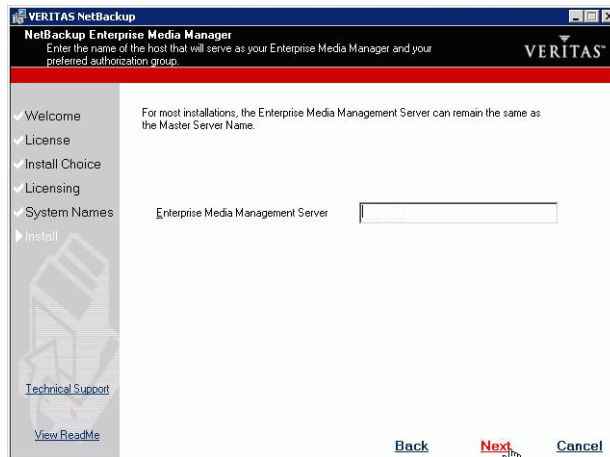 VERITAS NetBackup
NetBackup Enterprise Media Manager
Enter the name of the host that will serve as your Enterprise Media Manager and your
preferred authorization group.
VERITAS™
Welcome
License
Install Choice
Licensing
System Names
Install
For most installations, the Enterprise Media Management Server can remain the same as
the Master Server Name.
Enterprise Media Management Server
Technical Support
View ReadMe
Back Next Cancel